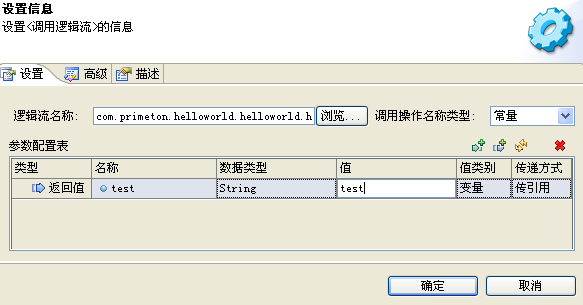 设置信息
设置<调用逻辑流>的信息
设置 高级 描述
逻辑流名称: com.primeton.helloworld.helloworld.h 浏览... 调用操作名称类型: 常量
参数配置表
类型 名称 数据类型 值 值类别 传递方式
返回值 test String test 变量 传引用
确定 取消